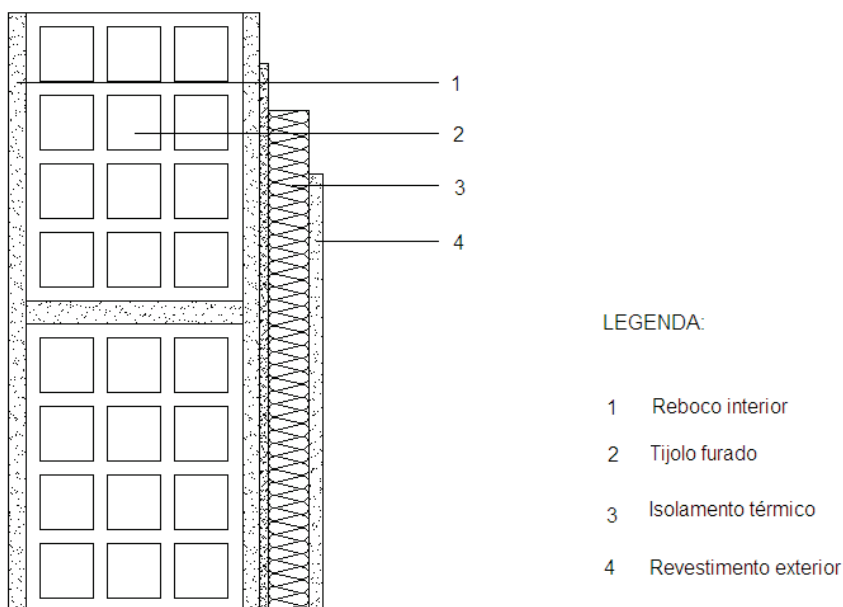 1
2
3
4
LEGENDA:
1 Reboco interior
2 Tijolo furado
3 Isolamento térmico
4 Revestimento exterior